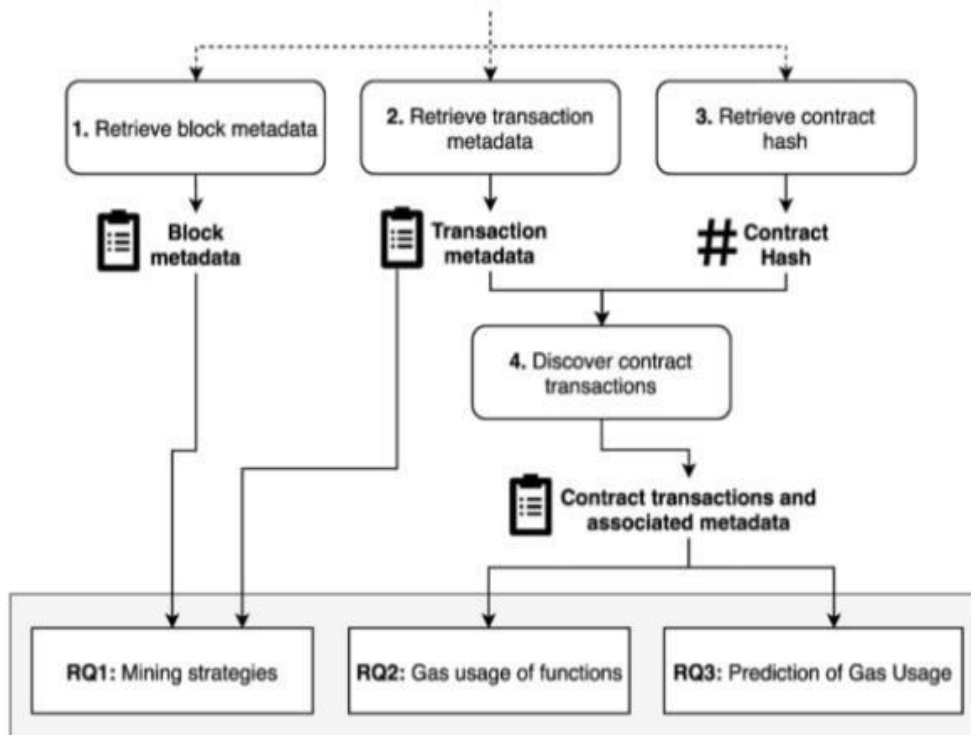 1. Retrieve block metadata
2. Retrieve transaction
metadata
3. Retrieve contract
hash
Block
metadata
Transaction
metadata
# Contract
Hash
4. Discover contract
transactions
Contract transactions and
associated metadata
RQ1: Mining strategies
RQ2: Gas usage of functions
RQ3: Prediction of Gas Usage